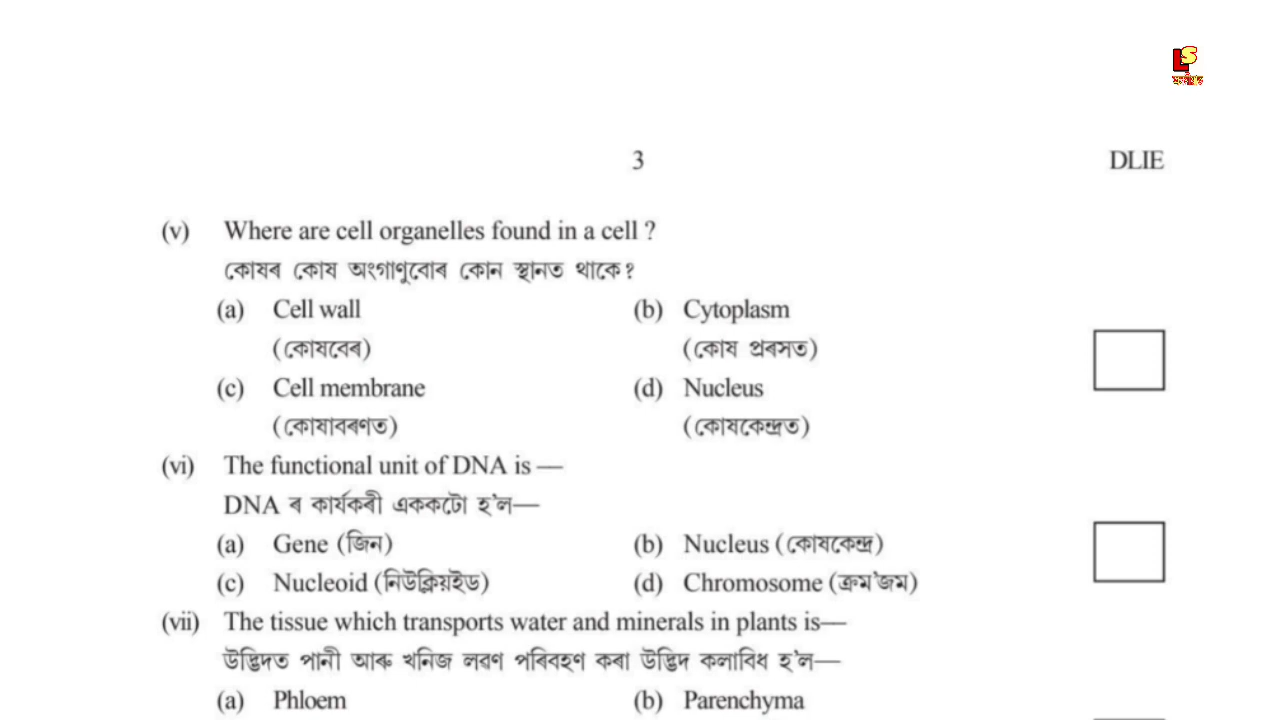 LS
3 DLIE
(v) Where are cell organelles found in a cell ?
কোষৰ কোষ অংগাণুবোৰ কোন স্থানত থাকে?
(a) Cell wall (b) Cytoplasm
(কোষবেৰ) (কোষ প্ৰৰসত)
(c) Cell membrane (d) Nucleus
(কোষাবৰণত) (কোষকেন্দ্ৰত)
(vi) The functional unit of DNA is —
DNA ৰ কাৰ্যকৰী এককটো হ'ল—
(a) Gene (জিন) (b) Nucleus (কোষকেন্দ্ৰ)
(c) Nucleoid (নিউক্লিয়ইড) (d) Chromosome (ক্ৰম'জম)
(vii) The tissue which transports water and minerals in plants is—
উদ্ভিদত পানী আৰু খনিজ লৱণ পৰিবহণ কৰা উদ্ভিদ কলাবিধ হ'ল—
(a) Phloem (b) Parenchyma